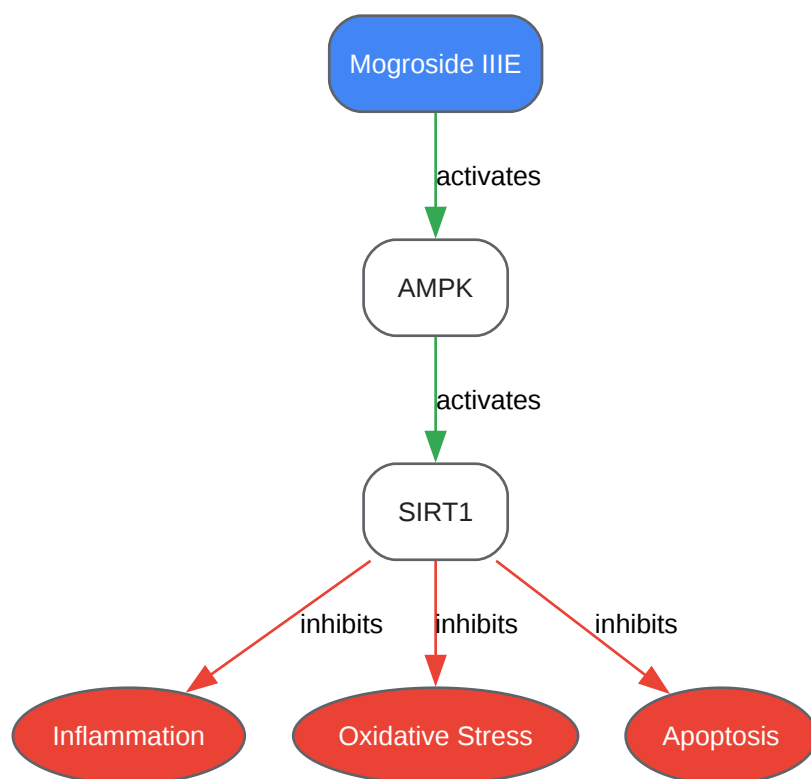 Mogroside IIIE
activates
AMPK
activates
SIRT1
inhibits
inhibits
inhibits
Inflammation
Oxidative Stress
Apoptosis